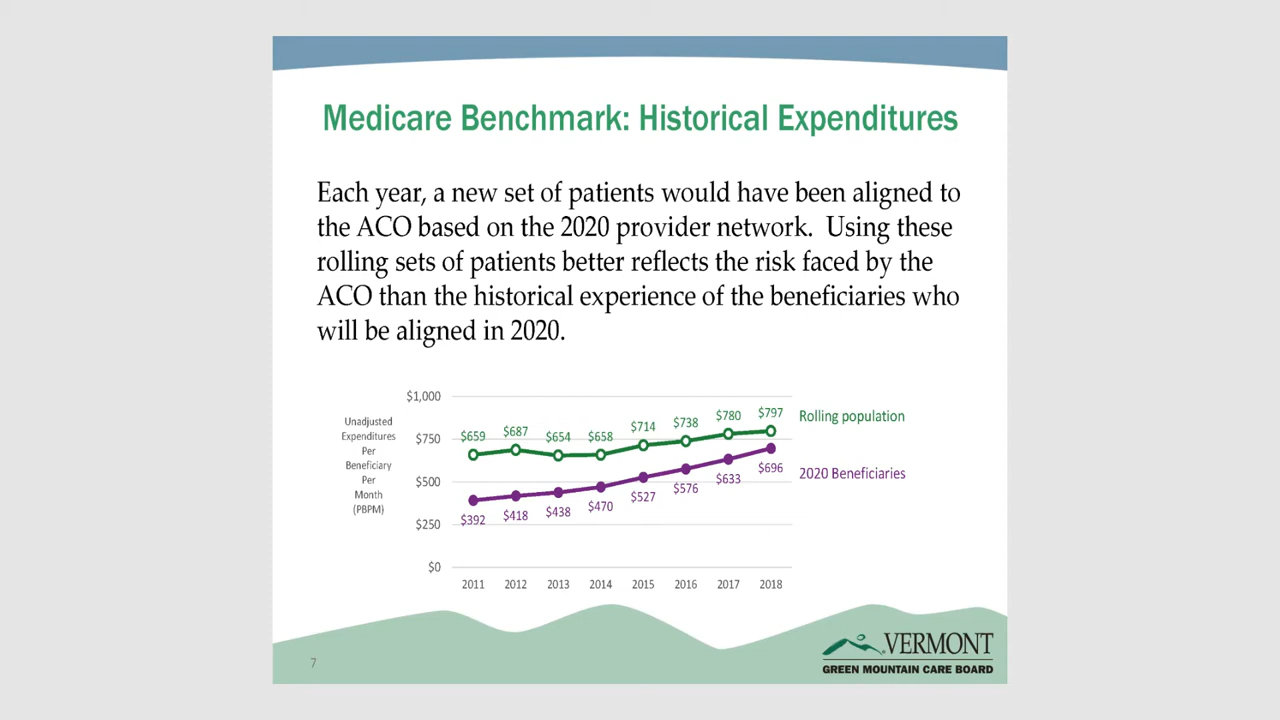 Medicare Benchmark: Historical Expenditures
Each year, a new set of patients would have been aligned to
the ACO based on the 2020 provider network. Using these
rolling sets of patients better reflects the risk faced by the
ACO than the historical experience of the beneficiaries who
will be aligned in 2020.
Unadjusted
Expenditures
Per
Beneficiary
Per
Month
(PBPM)
$1,000
$750
$500
$250
$0
$659 $687 $654 $658 $714 $738 $780 $797
Rolling population
$392 $418 $438 $470 $527 $576 $633 $696
2020 Beneficiaries
2011 2012 2013 2014 2015 2016 2017 2018
7
VERMONT
GREEN MOUNTAIN CARE BOARD